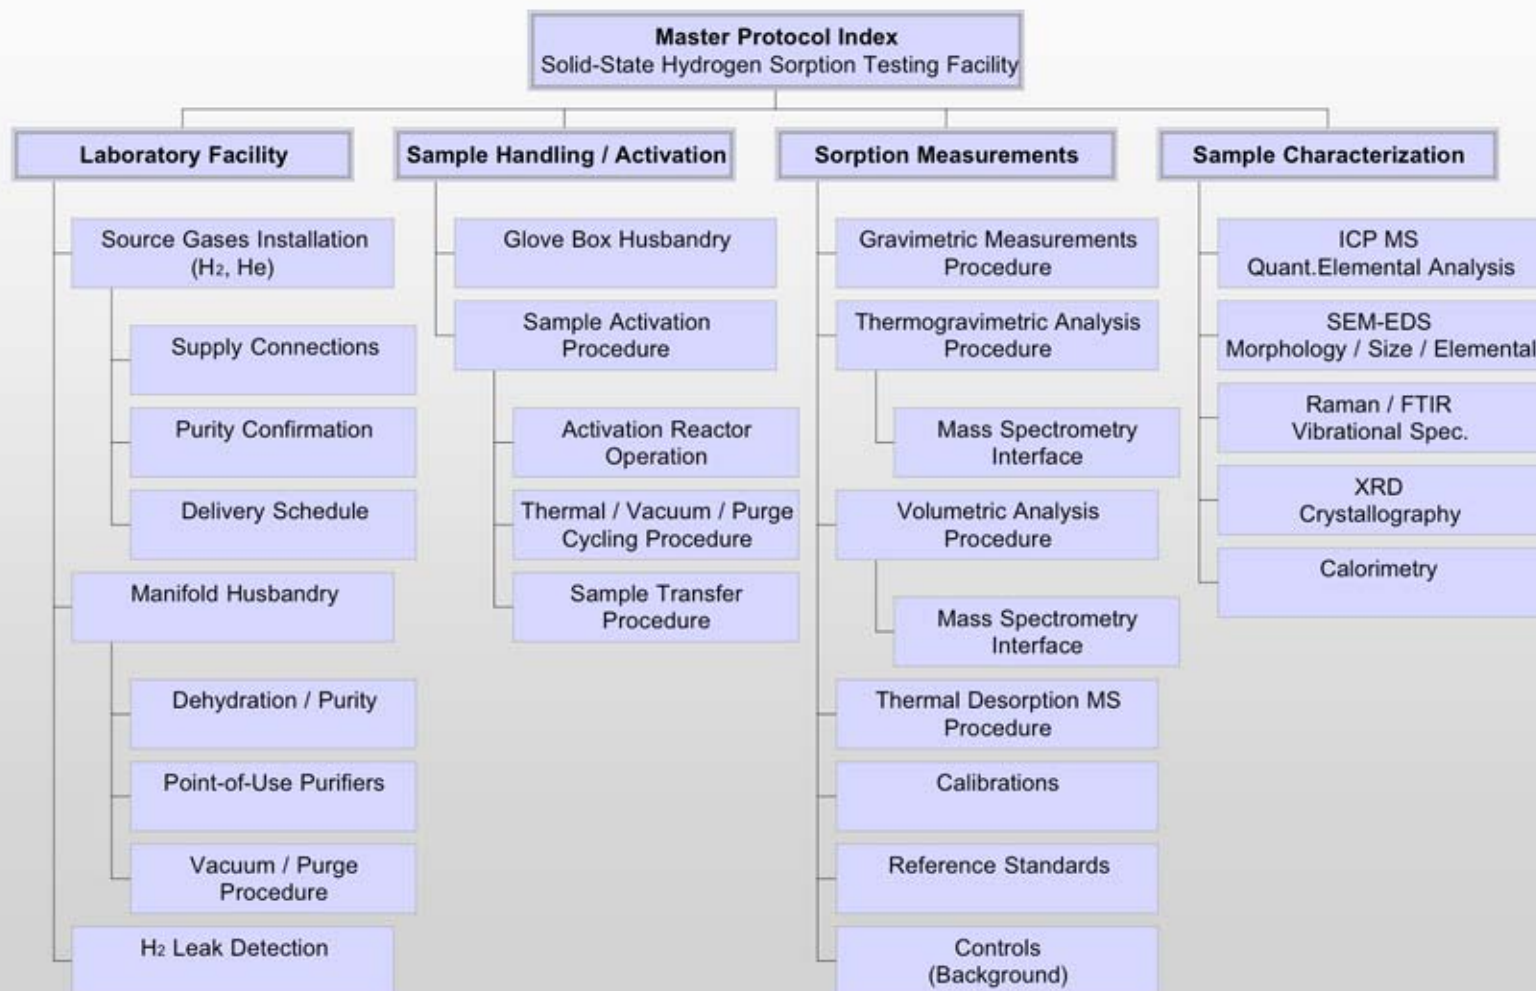 Master Protocol Index
Solid-State Hydrogen Sorption Testing Facility
Laboratory Facility
Source Gases Installation
(H2, He)
Supply Connections
Purity Confirmation
Delivery Schedule
Manifold Husbandry
Dehydration / Purity
Point-of-Use Purifiers
Vacuum / Purge
Procedure
H2 Leak Detection
Sample Handling / Activation
Glove Box Husbandry
Sample Activation
Procedure
Activation Reactor
Operation
Thermal / Vacuum / Purge
Cycling Procedure
Sample Transfer
Procedure
Sorption Measurements
Gravimetric Measurements
Procedure
Thermogravimetric Analysis
Procedure
Mass Spectrometry
Interface
Volumetric Analysis
Procedure
Mass Spectrometry
Interface
Thermal Desorption MS
Procedure
Calibrations
Reference Standards
Controls
(Background)
Sample Characterization
ICP MS
Quant.Elemental Analysis
SEM-EDS
Morphology / Size / Elemental
Raman / FTIR
Vibrational Spec.
XRD
Crystallography
Calorimetry